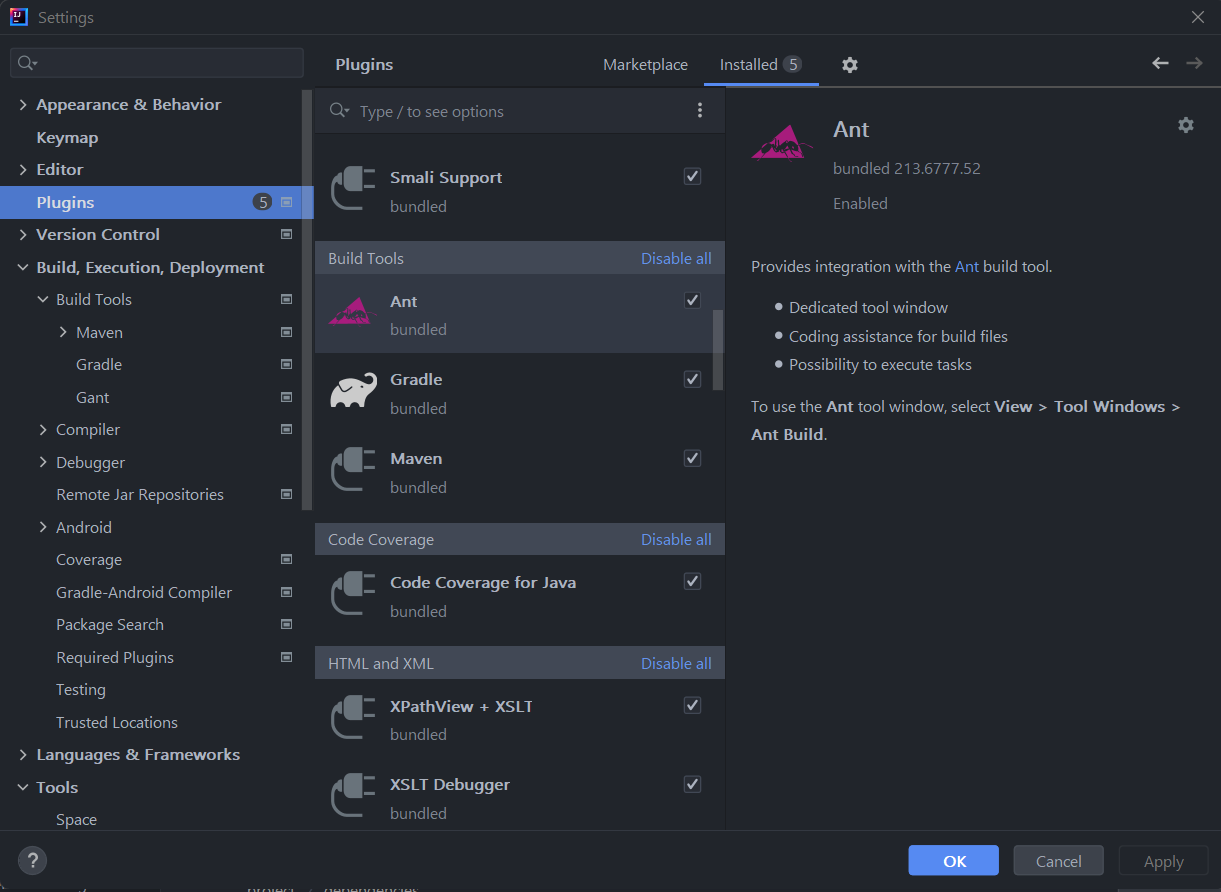 Settings
Appearance & Behavior
Keymap
Editor
Plugins 5
Version Control
Build, Execution, Deployment
Build Tools
Maven
Gradle
Gant
Compiler
Debugger
Remote Jar Repositories
Android
Coverage
Gradle-Android Compiler
Package Search
Required Plugins
Testing
Trusted Locations
Languages & Frameworks
Tools
Space
Plugins
Marketplace
Installed 5
Type / to see options
Smali Support
bundled
Build Tools Disable all
Ant
bundled
Gradle
bundled
Maven
bundled
Code Coverage Disable all
Code Coverage for Java
bundled
HTML and XML Disable all
XPathView + XSLT
bundled
XSLT Debugger
bundled
Ant
bundled 213.6777.52
Enabled
Provides integration with the Ant build tool.
Dedicated tool window
Coding assistance for build files
Possibility to execute tasks
To use the Ant tool window, select View > Tool Windows >
Ant Build.
?
OK
Cancel
Apply
project dependencies